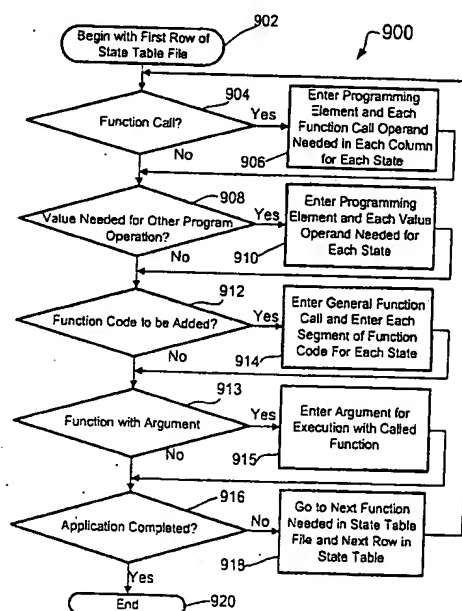 902
Begin with First Row of
State Table File
900
904
Function Call?
Yes
Enter Programming
Element and Each
Function Call Operand
Needed in Each Column
for Each State
906
No
908
Value Needed for Other Program
Operation?
Yes
Enter Programming
Element and Each Value
Operand Needed for
Each State
910
No
912
Function Code to be Added?
Yes
Enter General Function
Call and Enter Each
Segment of Function
Code For Each State
914
No
913
Function with Argument
Yes
Enter Argument for
Execution with Called
Function
915
No
916
Application Completed?
No
Go to Next Function
Needed in State Table
File and Next Row in
State Table
918
Yes
End
920